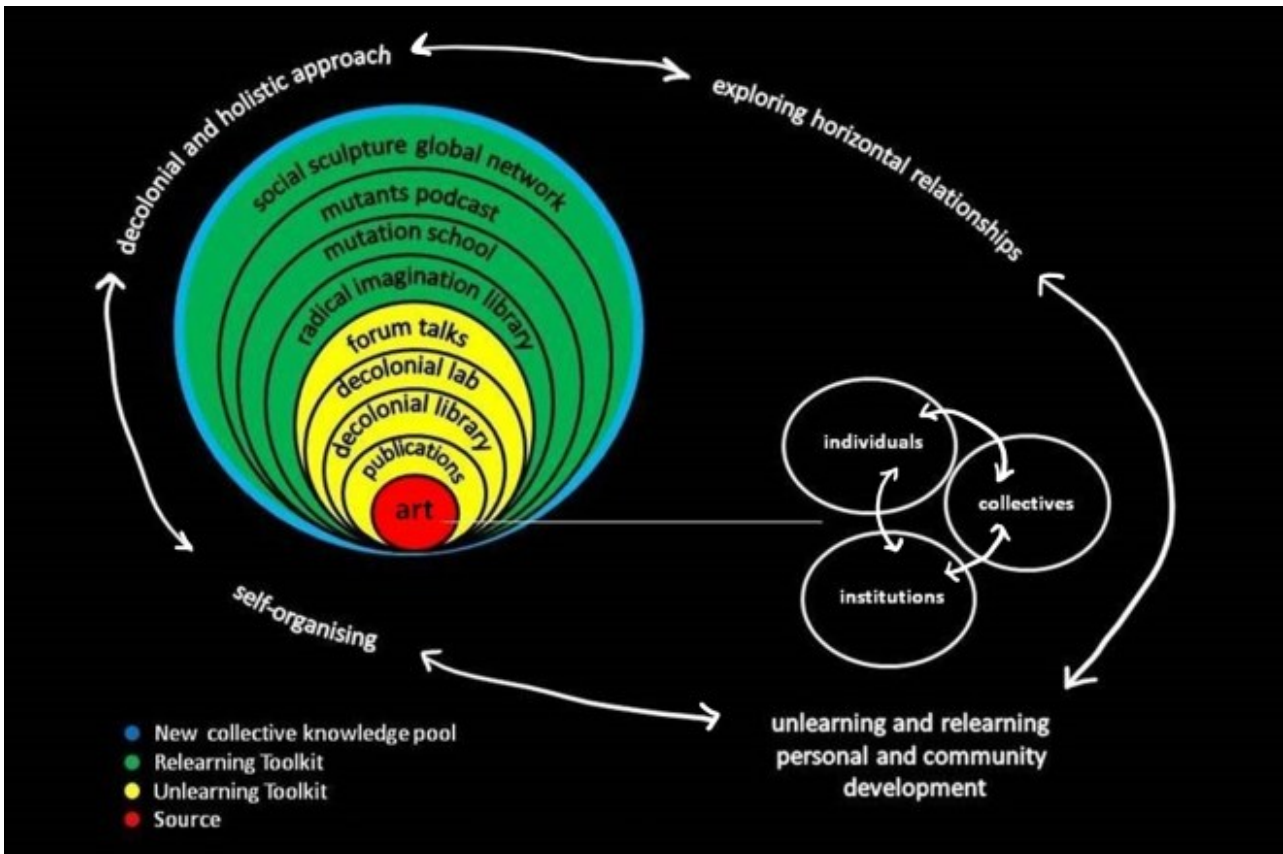 decolonial and holistic approach
exploring horizontal relationships
social sculpture global network
mutants podcast
mutation school
radical imagination library
forum talks
decolonial lab
decolonial library
publications
art
individuals
collectives
institutions
self-organising
unlearning and relearning
personal and community
development
New collective knowledge pool
Relearning Toolkit
Unlearning Toolkit
Source